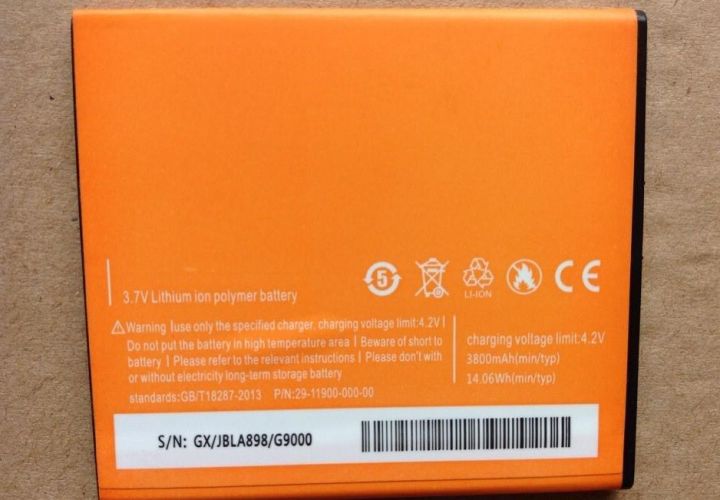 5
LI-ION
CE
3.7V Lithium ion polymer battery
Warning | use only the specified charger, charging voltage limit:4.2V |
Do not put the battery in high temperature area | Beware of short to
battery | Please refer to the relevant instructions | Please don't with
or without electricity long-term storage battery
charging voltage limit:4.2V
3800mAh(min/typ)
14.06Wh(min/typ)
standards:GB/T18287-2013 P/N:29-11900-000-00
S/N: GX/JBLA898/G9000